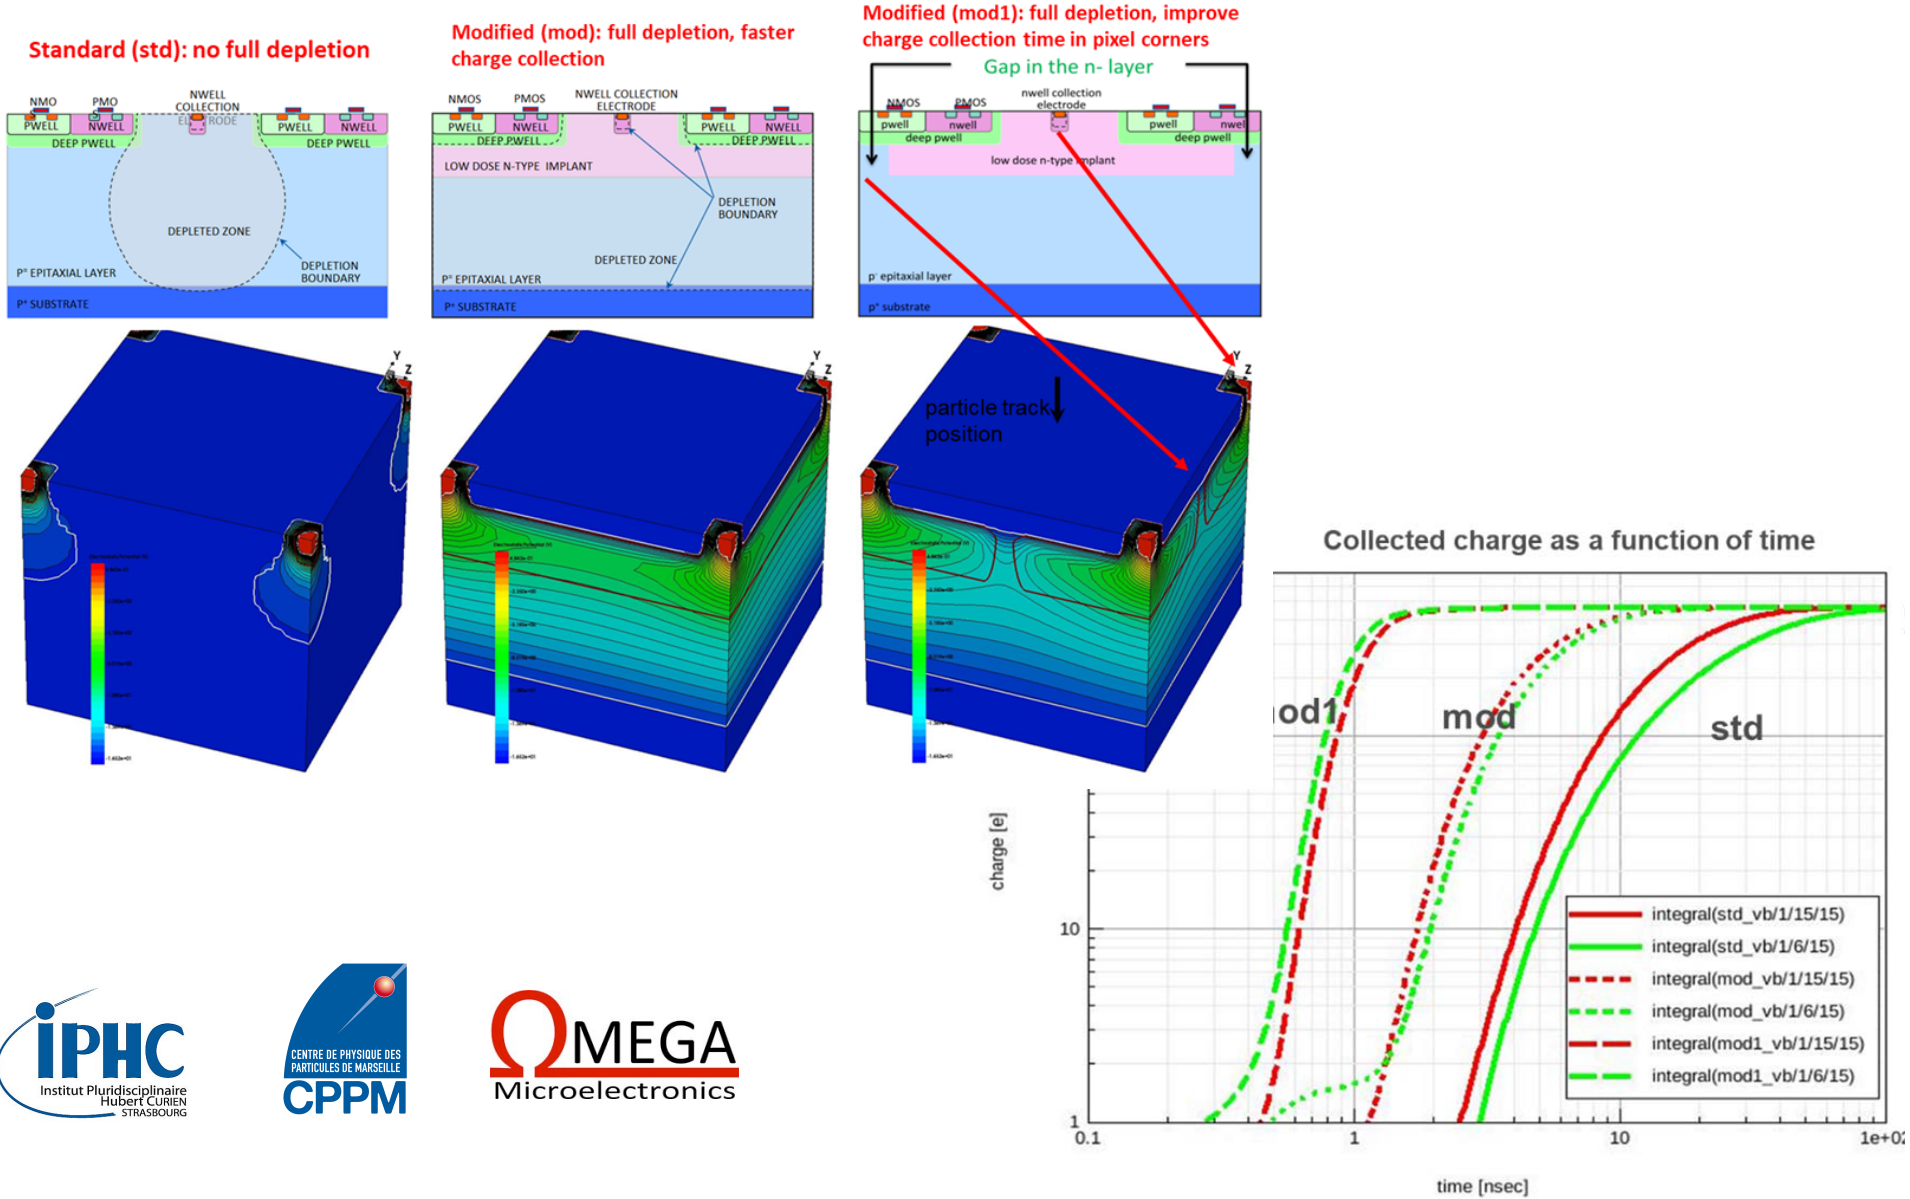 Standard (std): no full depletion
Modified (mod): full depletion, faster
charge collection
Modified (mod1): full depletion, improve
charge collection time in pixel corners
Gap in the n- layer
NMO
PMO
NWELL
COLLECTION
ELECTRODE
PWELL
NWELL
PWELL
NWELL
DEEP PWELL
DEEP PWELL
DEPLETED ZONE
DEPLETION
BOUNDARY
P⁼ EPITAXIAL LAYER
P⁺ SUBSTRATE
NMOS
PMOS
NWELL COLLECTION
ELECTRODE
PWELL
NWELL
PWELL
NWELL
DEEP PWELL
DEEP PWELL
LOW DOSE N-TYPE IMPLANT
DEPLETION
BOUNDARY
DEPLETED ZONE
P⁼ EPITAXIAL LAYER
P⁺ SUBSTRATE
NMOS
PMOS
nwell collection
electrode
pwell
nwell
pwell
nwell
deep pwell
deep pwell
low dose n-type implant
p⁻ epitaxial layer
p⁺ substrate
Y
Z
Y
Z
Y
Z
particle track
position
Collected charge as a function of time
mod
std
charge [e]
10
1
0.1
1
10
time [nsec]
integral(std_vb/1/15/15)
integral(std_vb/1/6/15)
integral(mod_vb/1/15/15)
integral(mod_vb/1/6/15)
integral(mod1_vb/1/15/15)
integral(mod1_vb/1/6/15)
iPHC
Institut Pluridisciplinaire
Hubert CURIEN
STRASBOURG
CENTRE DE PHYSIQUE DES
PARTICULES DE MARSEILLE
CPPM
ΩMEGA
Microelectronics